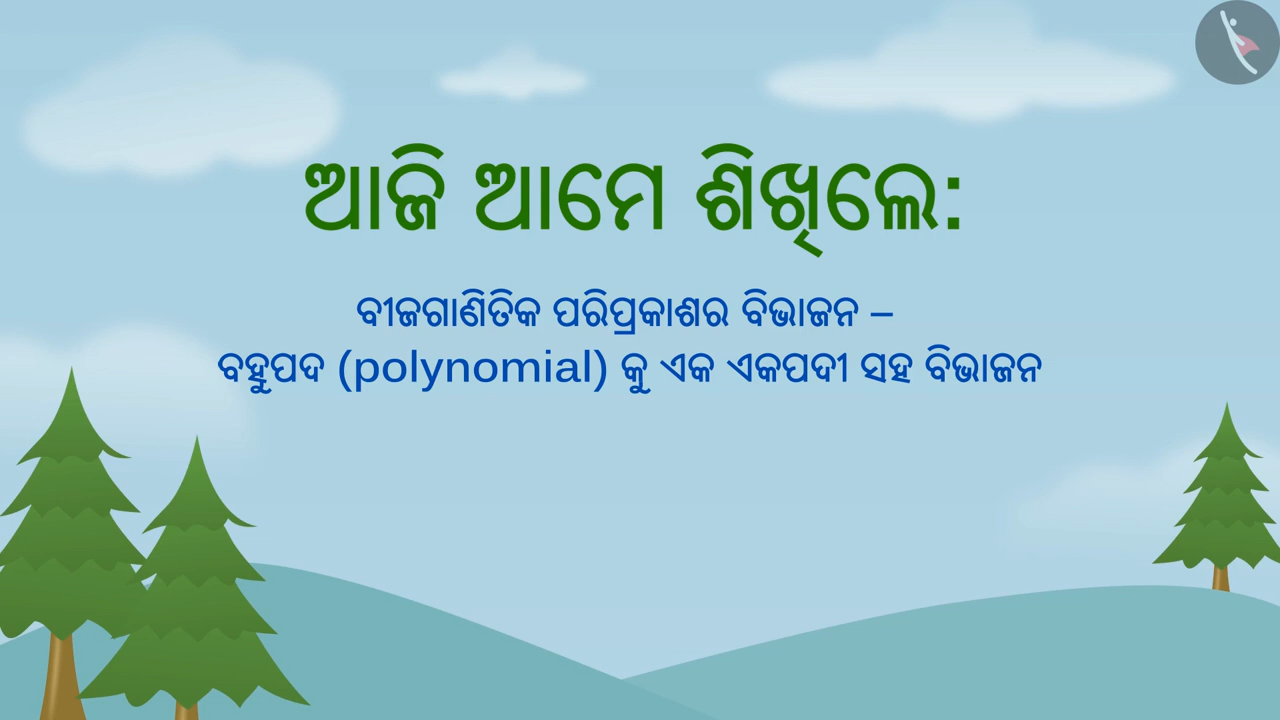 ଆଜି ଆମେ ଶିଖିଲେ:
ବୀଜଗାଣିତିକ ପରିପ୍ରକାଶର ବିଭାଜନ –
ବହୁପଦ (polynomial) କୁ ଏକ ଏକପଦୀ ସହ ବିଭାଜନ